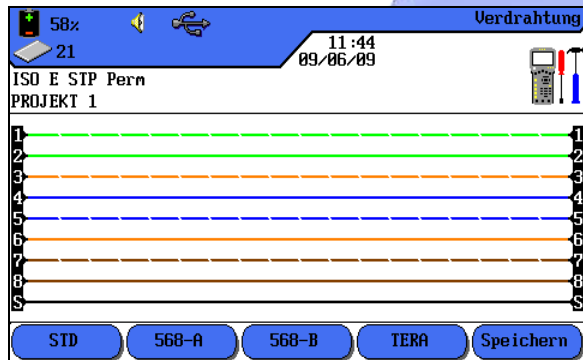 58% Verdrahtung
21
11:44
09/06/09
ISO E STP Perm
PROJEKT 1
1 1
2 2
3 3
4 4
5 5
6 6
7 7
8 8
S S
STD 568-A 568-B TERA Speichern